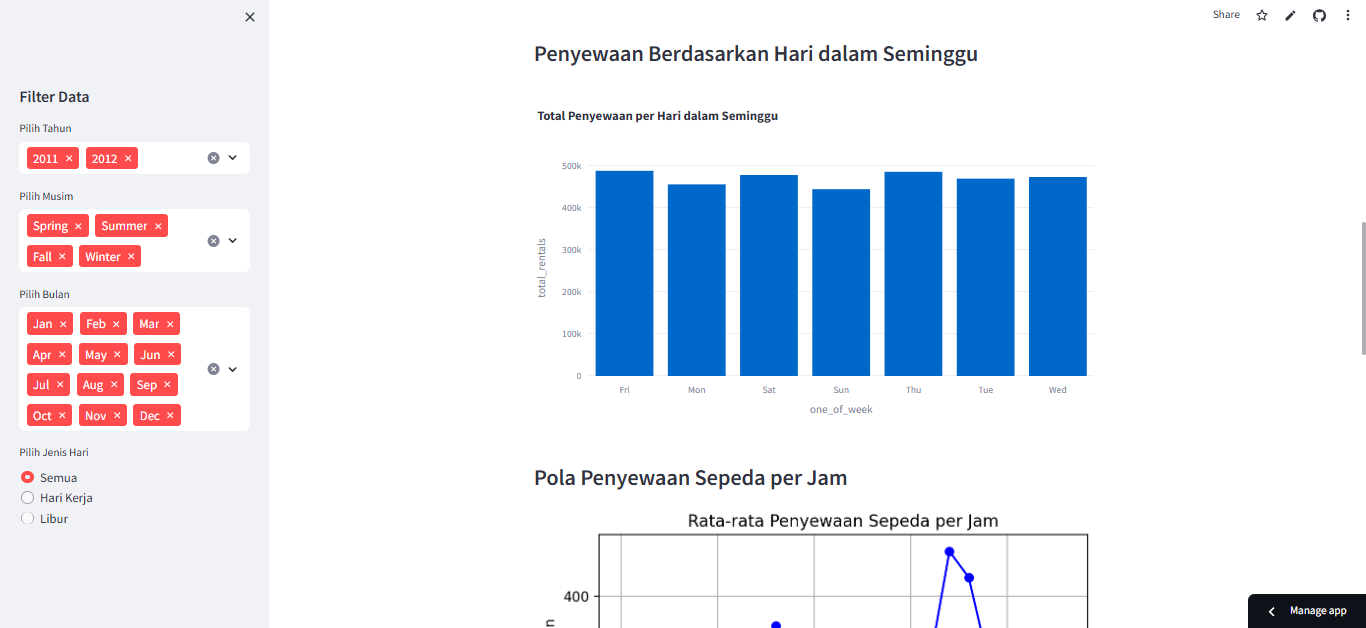 Share
Filter Data
Pilih Tahun
2011 × 2012 ×
Pilih Musim
Spring × Summer ×
Fall × Winter ×
Pilih Bulan
Jan × Feb × Mar ×
Apr × May × Jun ×
Jul × Aug × Sep ×
Oct × Nov × Dec ×
Pilih Jenis Hari
Semua
Hari Kerja
Libur
Penyewaan Berdasarkan Hari dalam Seminggu
Total Penyewaan per Hari dalam Seminggu
500k
400k
300k
200k
100k
0
total_rentals
Fri Mon Sat Sun Thu Tue Wed
one_of_week
Pola Penyewaan Sepeda per Jam
Rata-rata Penyewaan Sepeda per Jam
400
n
Manage app